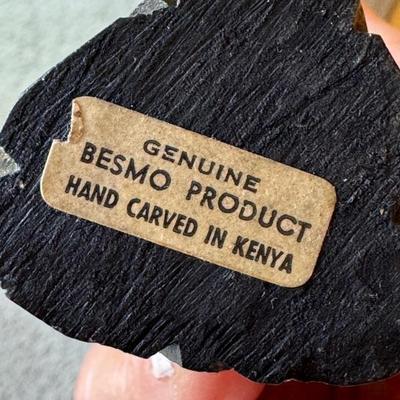 GENUINE
BESMO PRODUCT
HAND CARVED IN KENYA